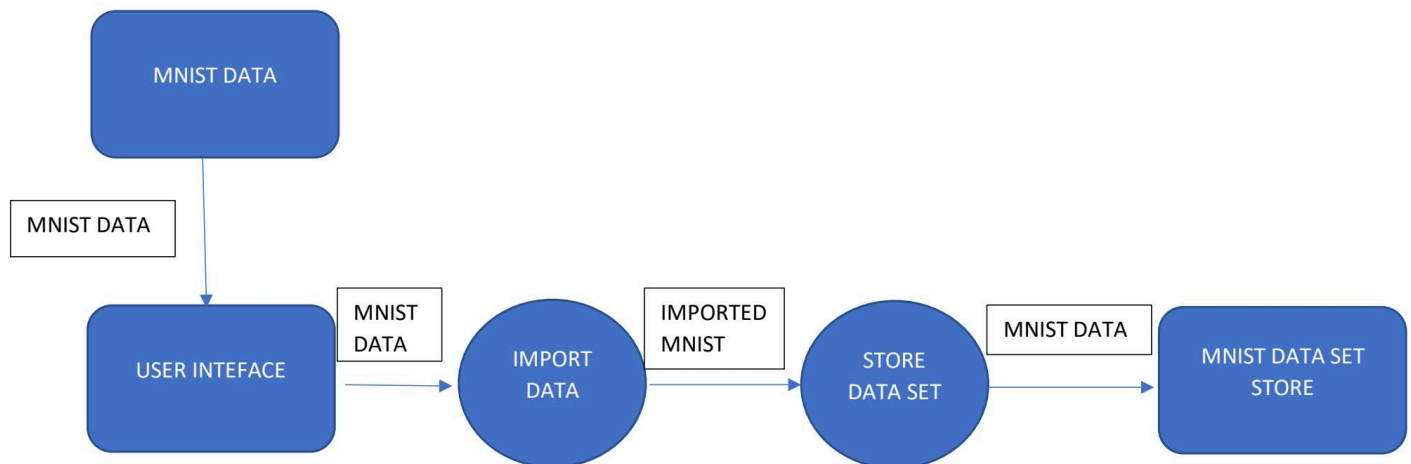 MNIST DATA
MNIST DATA
USER INTEFACE
MNIST
DATA
IMPORT
DATA
IMPORTED
MNIST
STORE
DATA SET
MNIST DATA
MNIST DATA SET
STORE